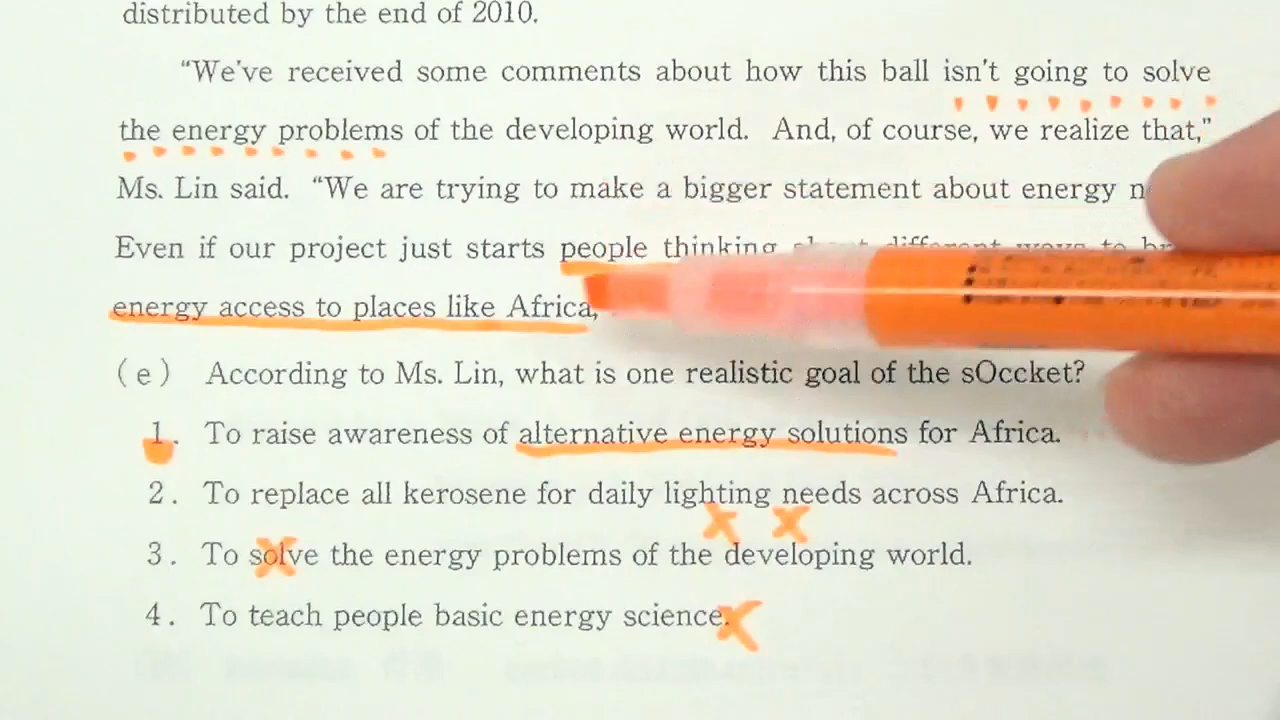 distributed by the end of 2010.
“We've received some comments about how this ball isn't going to solve
the energy problems of the developing world. And, of course, we realize that,”
Ms. Lin said. “We are trying to make a bigger statement about energy
Even if our project just starts people thinking about different ways to
energy access to places like Africa,
(e) According to Ms. Lin, what is one realistic goal of the sOccket?
1. To raise awareness of alternative energy solutions for Africa.
2. To replace all kerosene for daily lighting needs across Africa.
3. To solve the energy problems of the developing world.
4. To teach people basic energy science.